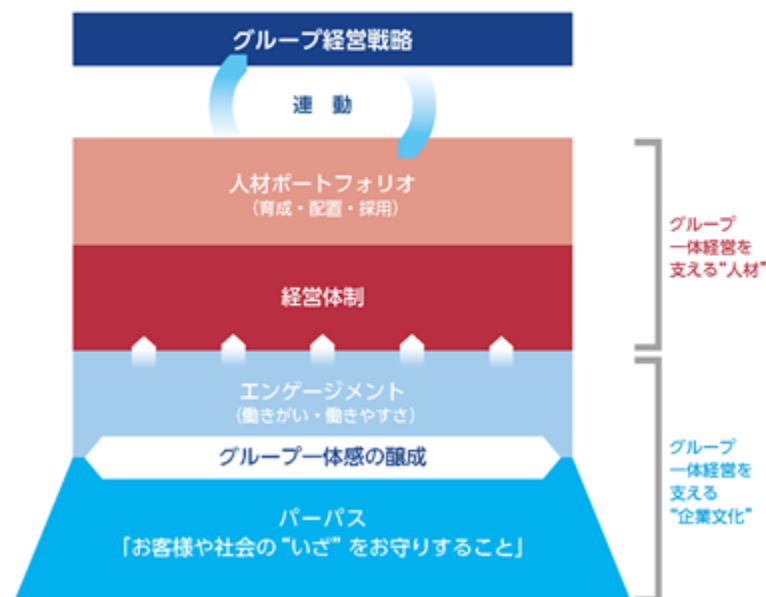 グループ経営戦略
連 動
人材ポートフォリオ
(育成・配置・採用)
経営体制
グループ
一体経営を
支える“人材”
エンゲージメント
(働きがい・働きやすさ)
グループ一体感の醸成
パーパス
「お客様や社会の“いざ”をお守りすること」
グループ
一体経営を
支える
“企業文化”